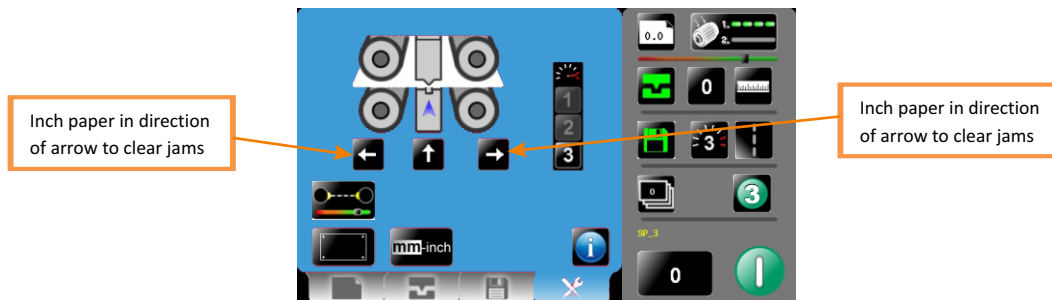 Inch paper in direction
of arrow to clear jams
1
2
3
mm-inch
i
0.0
1.
2.
0
3
0
3
SP_3
0
Inch paper in direction
of arrow to clear jams